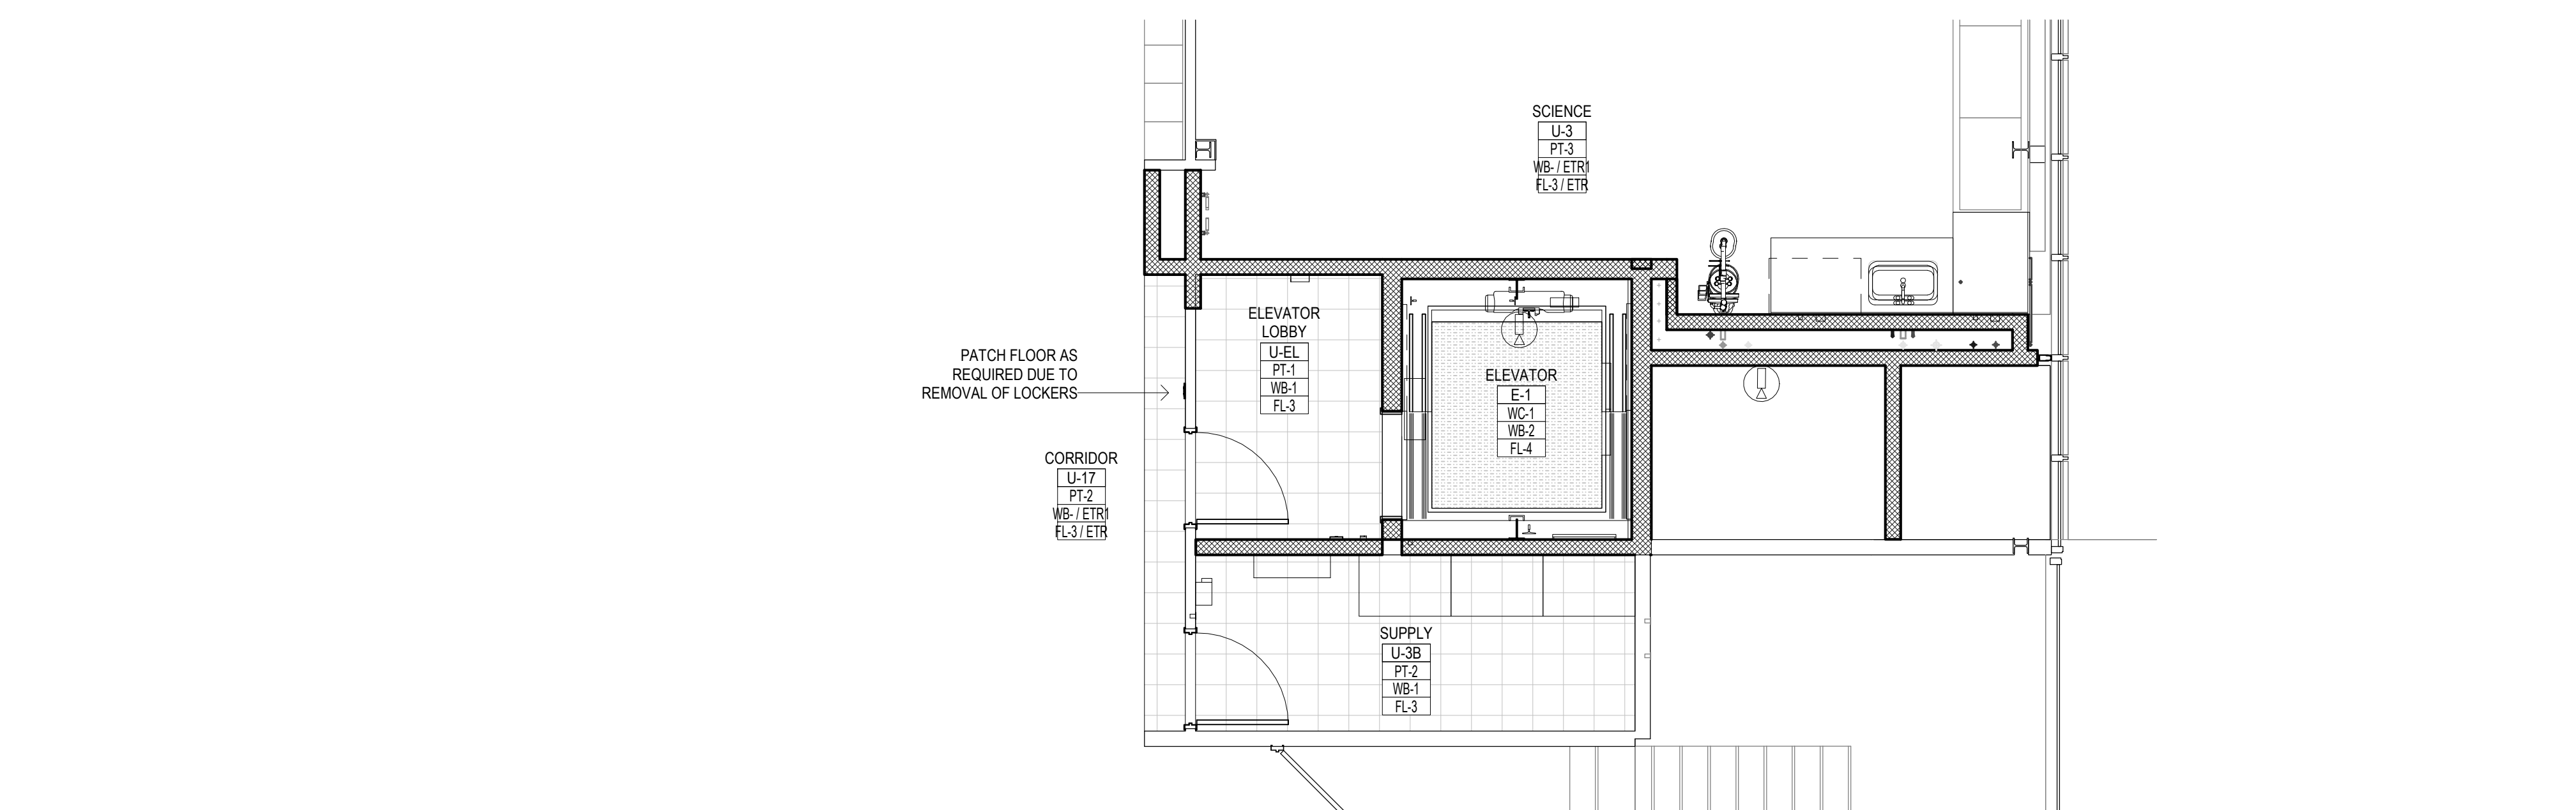 SCIENCE
U-3
PT-3
WB- / ETR1
FL-3 / ETR
ELEVATOR
LOBBY
U-EL
PT-1
WB-1
FL-3
PATCH FLOOR AS
REQUIRED DUE TO
REMOVAL OF LOCKERS
ELEVATOR
E-1
WC-1
WB-2
FL-4
CORRIDOR
U-17
PT-2
WB- / ETR1
FL-3 / ETR
SUPPLY
U-3B
PT-2
WB-1
FL-3